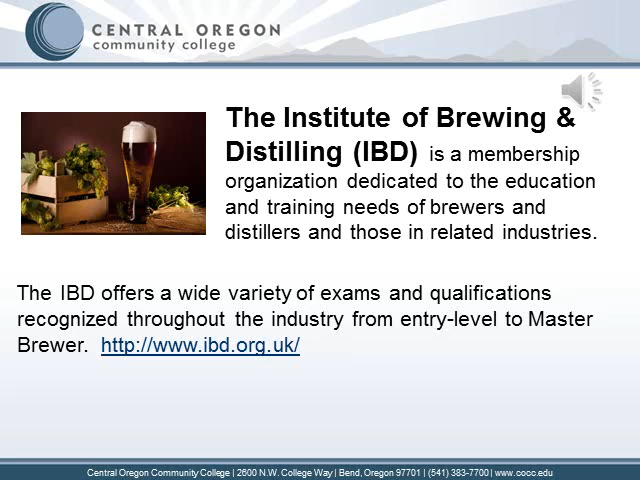 CENTRAL OREGON
community college
The Institute of Brewing &
Distilling (IBD) is a membership
organization dedicated to the education
and training needs of brewers and
distillers and those in related industries.
The IBD offers a wide variety of exams and qualifications
recognized throughout the industry from entry-level to Master
Brewer. http://www.ibd.org.uk/
Central Oregon Community College | 2600 N.W. College Way | Bend, Oregon 97701 | (541) 383-7700 | www.cocc.edu